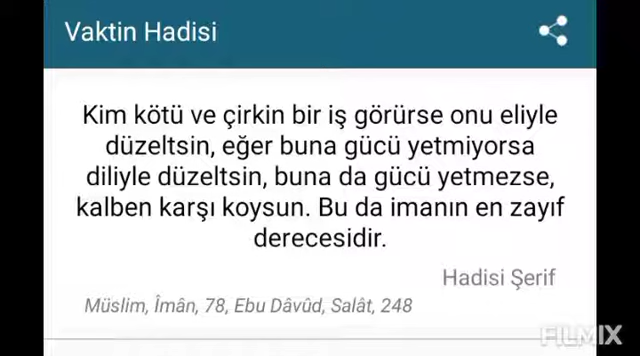 Vaktin Hadisi
Kim kötü ve çirkin bir iş görürse onu eliyle
düzeltsin, eğer buna gücü yetmiyorsa
diliyle düzeltsin, buna da gücü yetmezse,
kalben karşı koysun. Bu da imanın en zayıf
derecesidir.
Hadisi Şerif
Müslim, Îmân, 78, Ebu Dâvûd, Salât, 248
FILMIX